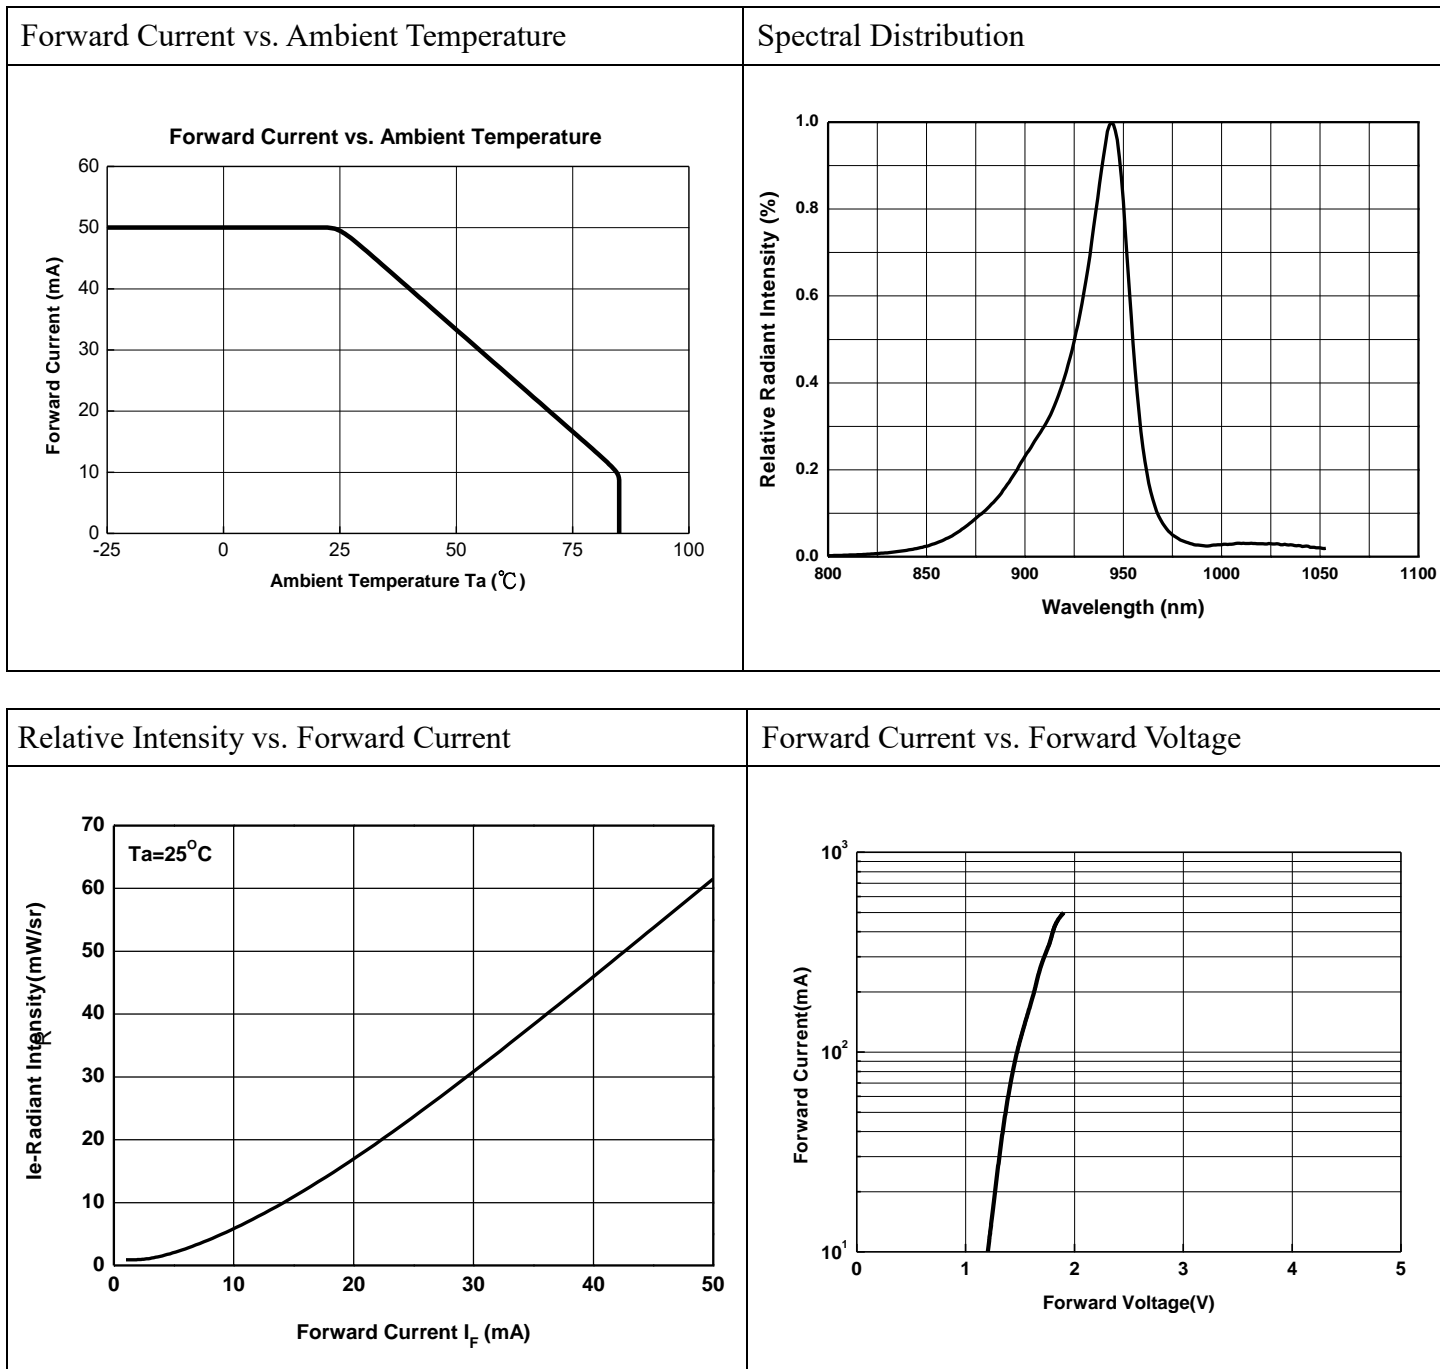 Forward Current vs. Ambient Temperature
Spectral Distribution
Forward Current vs. Ambient Temperature
60
50
40
30
20
10
0
-25 0 25 50 75 100
Forward Current (mA)
Ambient Temperature Ta (℃)
1.0
0.8
0.6
0.4
0.2
0.0
800 850 900 950 1000 1050 1100
Relative Radiant Intensity (%)
Wavelength (nm)
Relative Intensity vs. Forward Current
Forward Current vs. Forward Voltage
70
60
50
40
30
20
10
0
Ta=25°C
0 10 20 30 40 50
Ie-Radiant Intensity(mW/sr)
R
Forward Current IF (mA)
10³
10²
10¹
0 1 2 3 4 5
Forward Current(mA)
Forward Voltage(V)